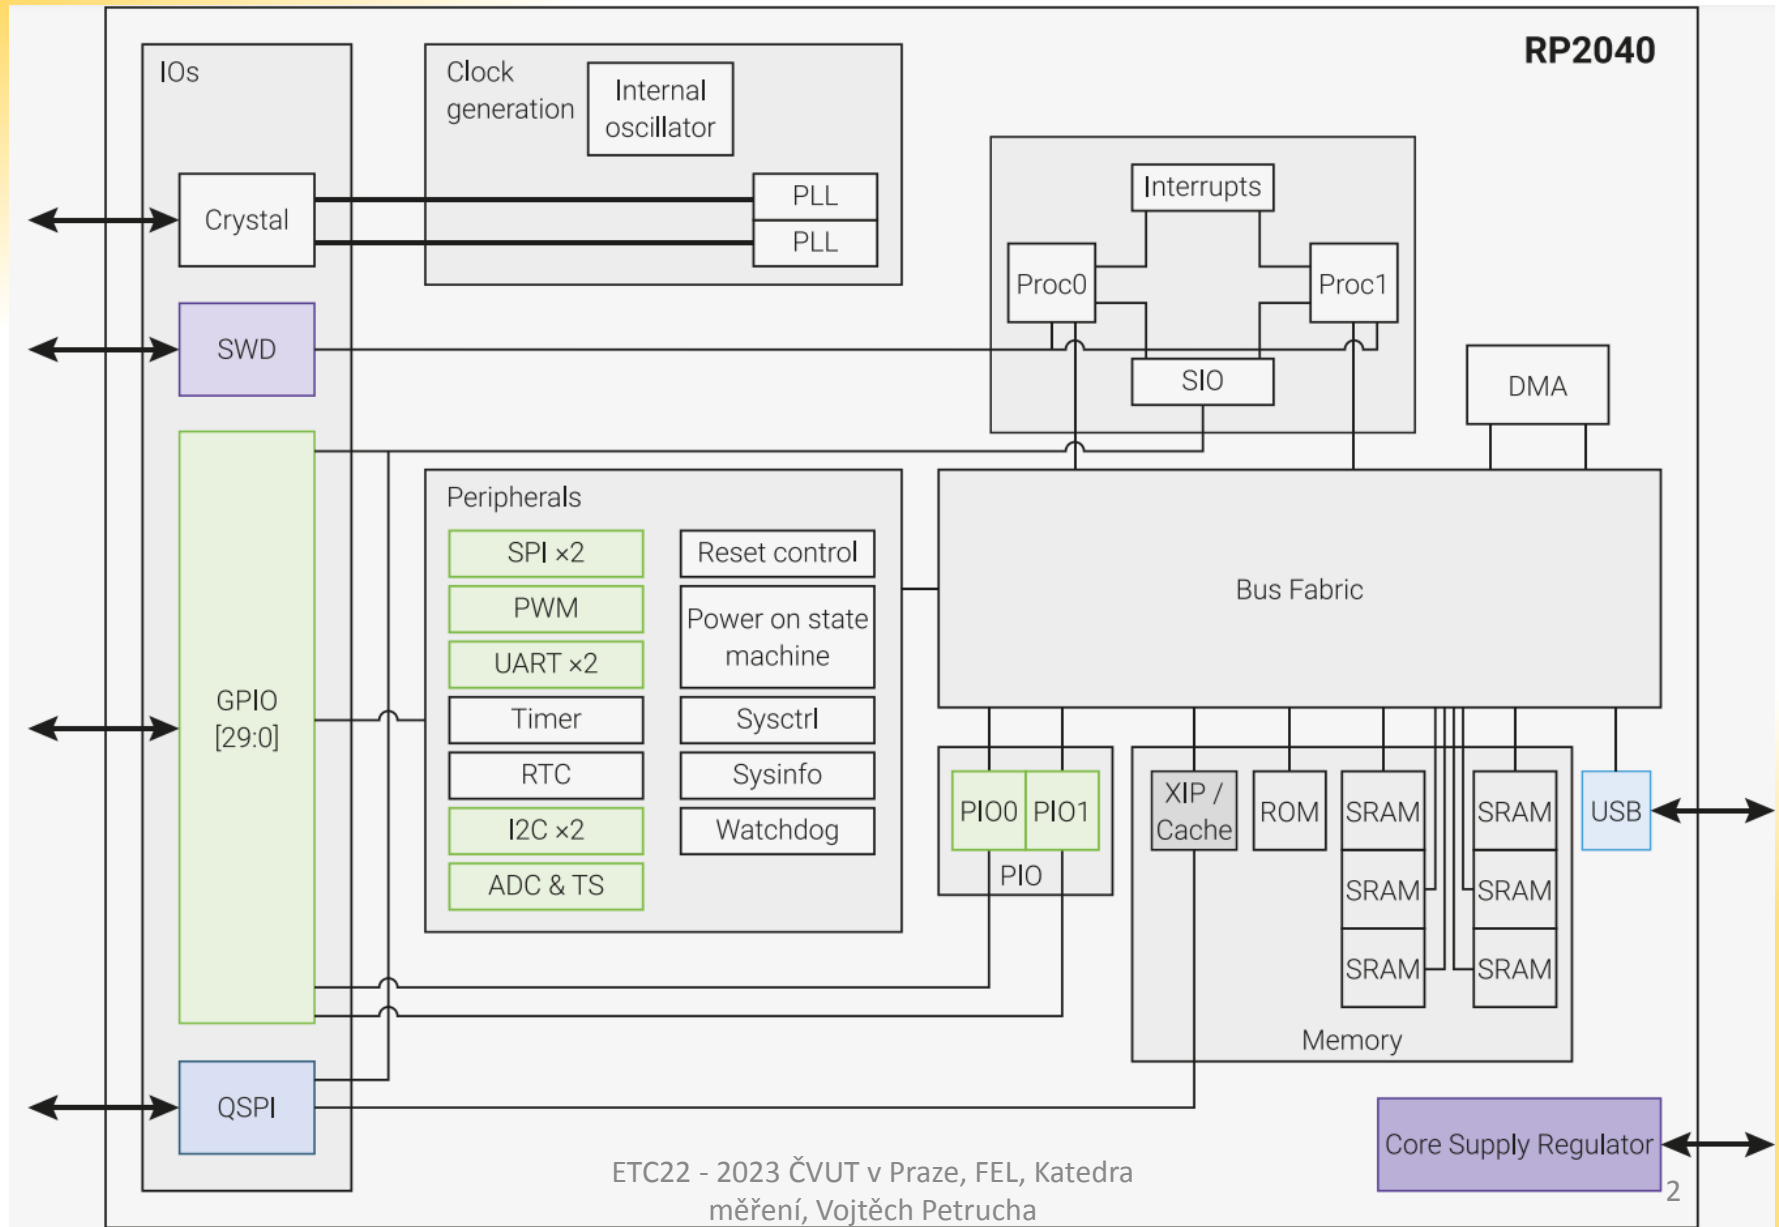 RP2040
IOs
Clock
generation
Internal
oscillator
Crystal
PLL
PLL
Interrupts
Proc0
Proc1
SWD
SIO
DMA
GPIO
[29:0]
Peripherals
SPI ×2
PWM
UART ×2
Timer
RTC
I2C ×2
ADC & TS
Reset control
Power on state
machine
Sysctrl
Sysinfo
Watchdog
Bus Fabric
PIO0
PIO1
PIO
XIP /
Cache
ROM
SRAM
SRAM
SRAM
SRAM
SRAM
SRAM
Memory
USB
QSPI
Core Supply Regulator
ETC22 - 2023 ČVUT v Praze, FEL, Katedra
měření, Vojtěch Petrucha
2